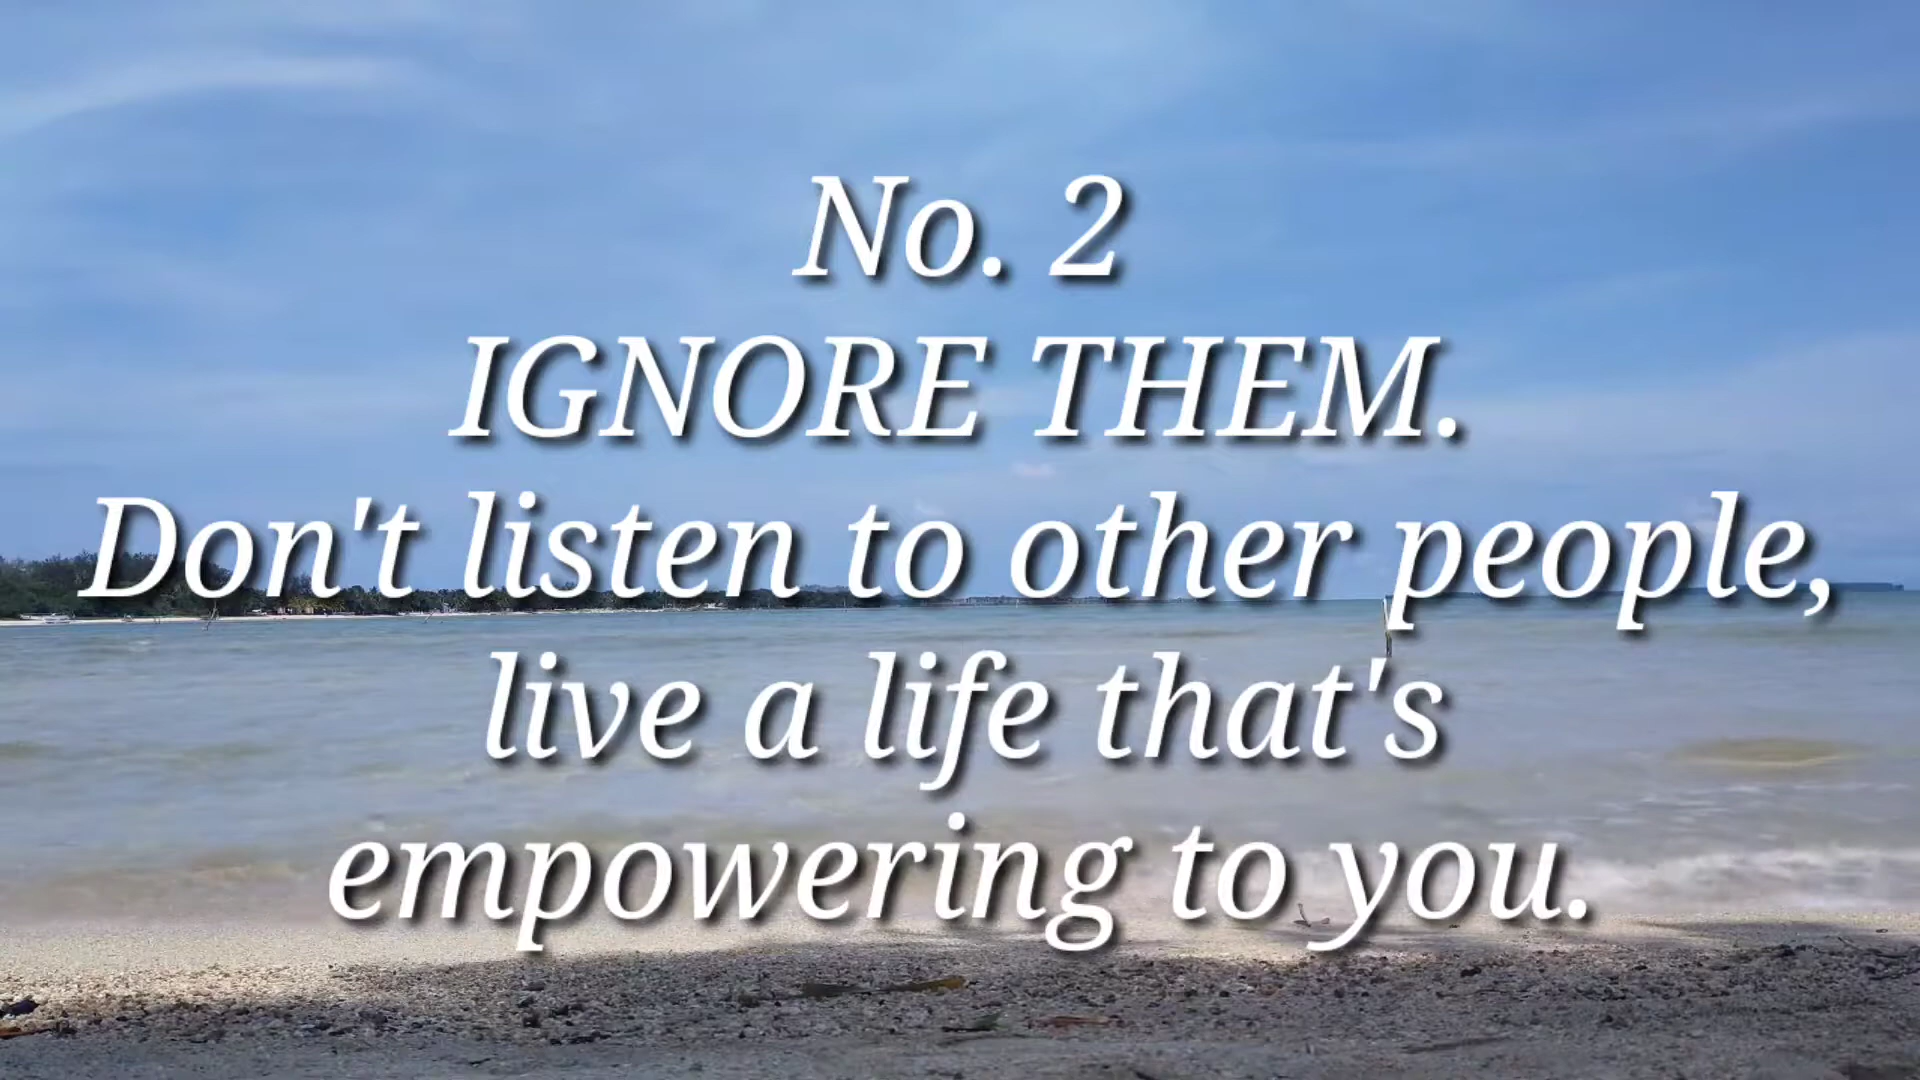 No. 2
IGNORE THEM.
Don't listen to other people,
live a life that's
empowering to you.